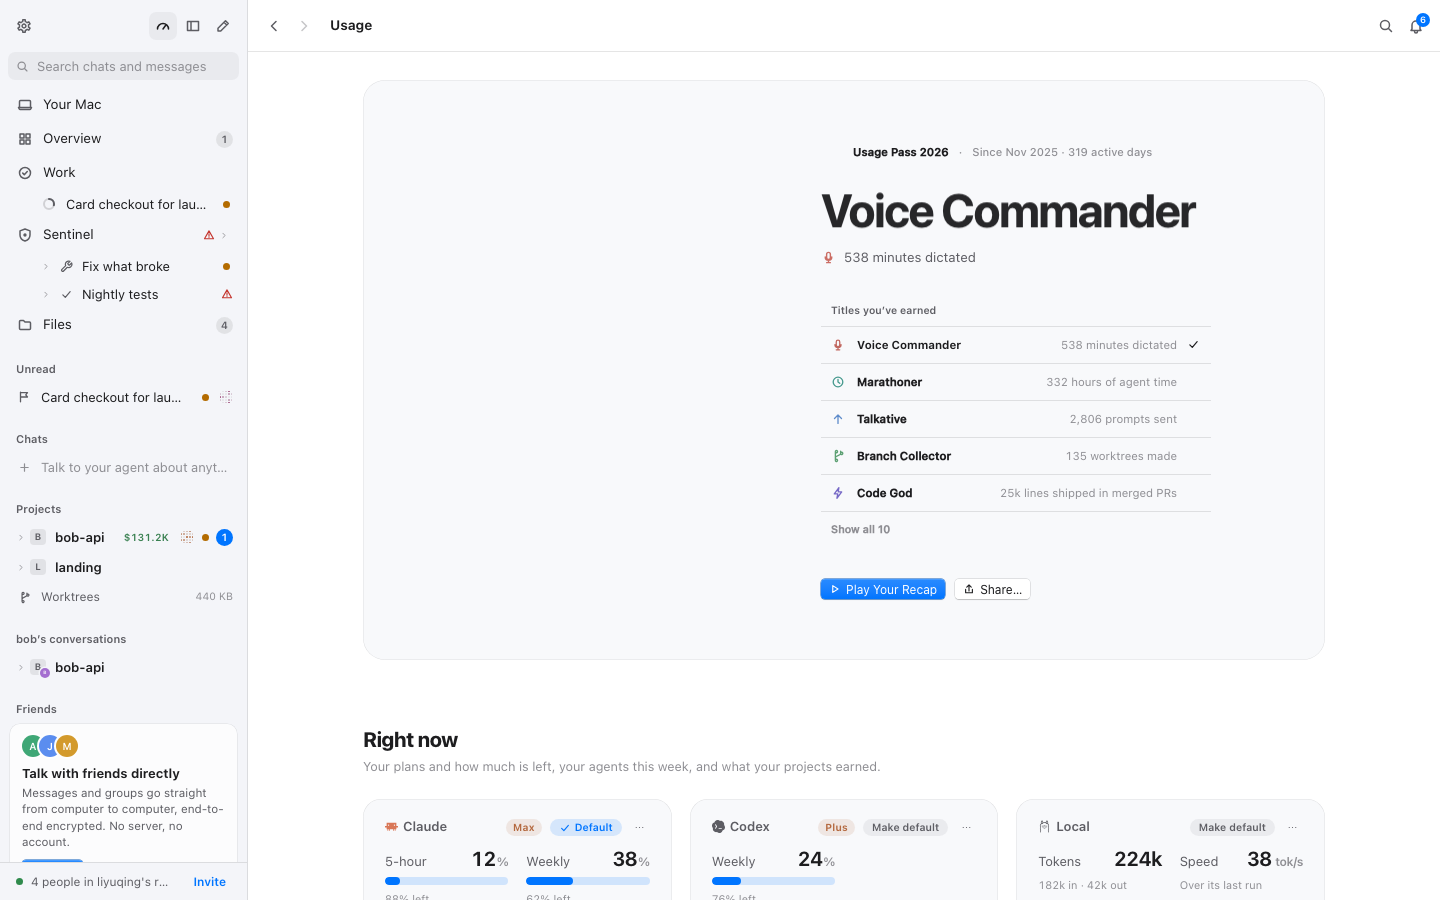 Search chats and messages
Your Mac
Overview 1
Work
Card checkout for lau...
Sentinel
Fix what broke
Nightly tests
Files 4
Unread
Card checkout for lau...
Chats
Talk to your agent about anyt...
Projects
B bob-api $131.2K 1
L landing
Worktrees 440 KB
bob's conversations
B bob-api
Friends
A J M
Talk with friends directly
Messages and groups go straight
from computer to computer, end-to-
end encrypted. No server, no
account.
4 people in liyuqing's r... Invite
Usage
6
Usage Pass 2026 · Since Nov 2025 · 319 active days
Voice Commander
538 minutes dictated
Titles you've earned
Voice Commander 538 minutes dictated
Marathoner 332 hours of agent time
Talkative 2,806 prompts sent
Branch Collector 135 worktrees made
Code God 25k lines shipped in merged PRs
Show all 10
Play Your Recap Share...
Right now
Your plans and how much is left, your agents this week, and what your projects earned.
Claude Max Default ...
5-hour 12% Weekly 38%
88% left 62% left
Codex Plus Make default ...
Weekly 24%
76% left
Local Make default ...
Tokens 224k Speed 38 tok/s
182k in · 42k out Over its last run